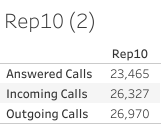 Rep10 (2)
Rep10
Answered Calls 23,465
Incoming Calls 26,327
Outgoing Calls 26,970